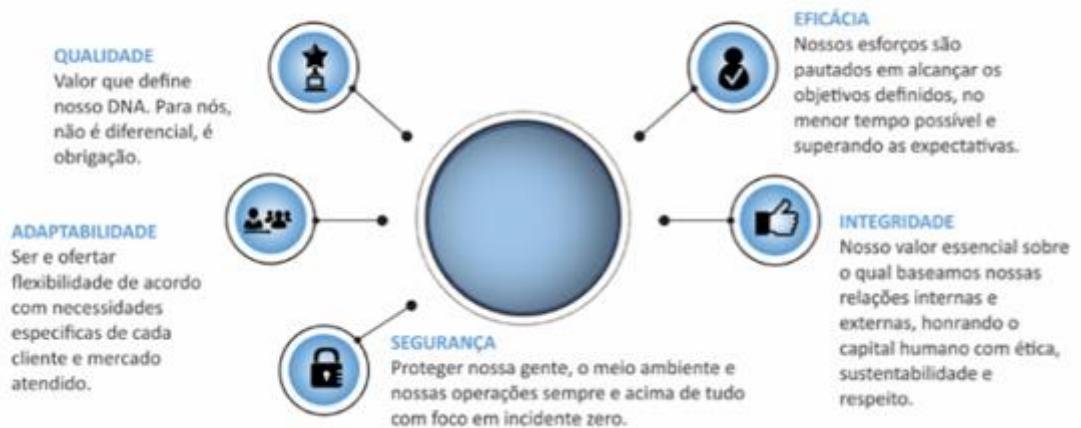 QUALIDADE
Valor que define
nosso DNA. Para nós,
não é diferencial, é
obrigação.
EFICÁCIA
Nossos esforços são
pautados em alcançar os
objetivos definidos, no
menor tempo possível e
superando as expectativas.
ADAPTABILIDADE
Ser e ofertar
flexibilidade de acordo
com necessidades
especificas de cada
cliente e mercado
atendido.
INTEGRIDADE
Nosso valor essencial sobre
o qual baseamos nossas
relações internas e
externas, honrando o
capital humano com ética,
sustentabilidade e
respeito.
SEGURANÇA
Proteger nossa gente, o meio ambiente e
nossas operações sempre e acima de tudo
com foco em incidente zero.